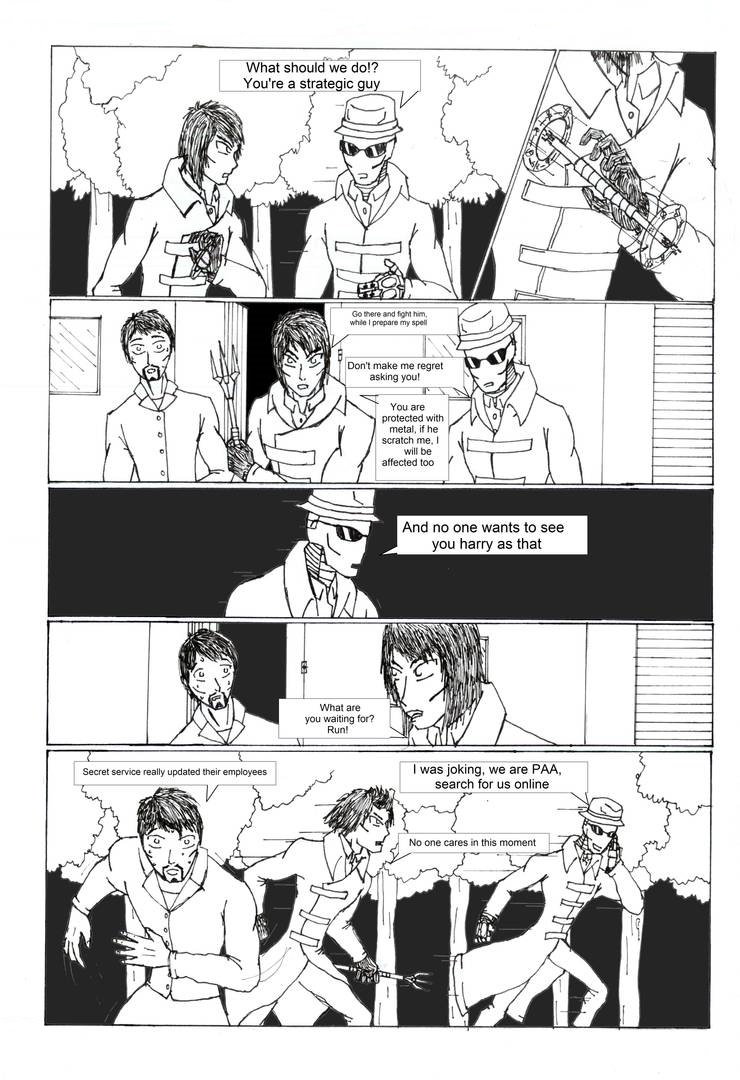 What should we do!?
You're a strategic guy
Go there and fight him,
while I prepare my spell
Don't make me regret
asking you!
You are
protected with
metal, if he
scratch me, I
will be
affected too
And no one wants to see
you harry as that
What are
you waiting for?
Run!
Secret service really updated their employees
I was joking, we are PAA,
search for us online
No one cares in this moment